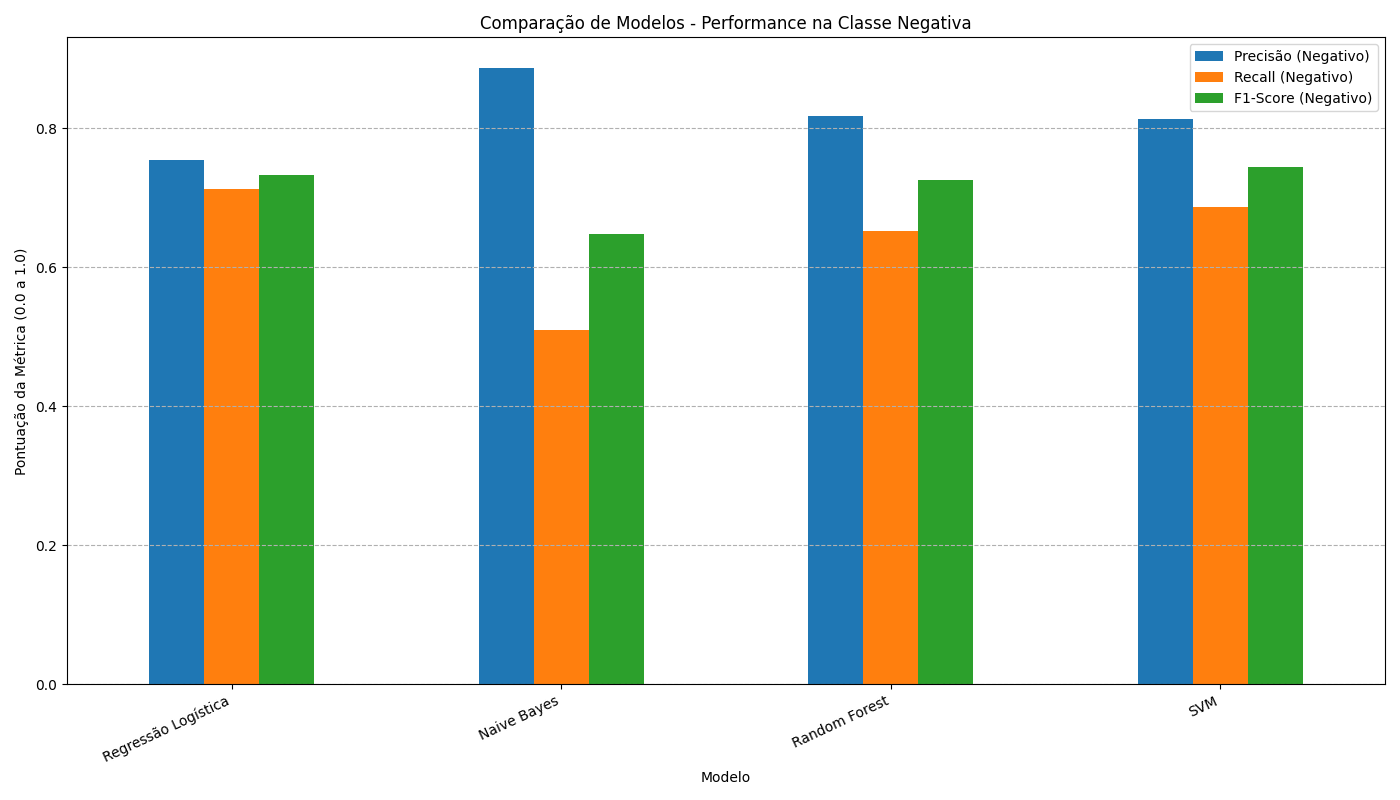 Comparação de Modelos - Performance na Classe Negativa
Precisão (Negativo)
Recall (Negativo)
F1-Score (Negativo)
Pontuação da Métrica (0.0 a 1.0)
0.8
0.6
0.4
0.2
0.0
Regressão Logística
Naive Bayes
Random Forest
SVM
Modelo